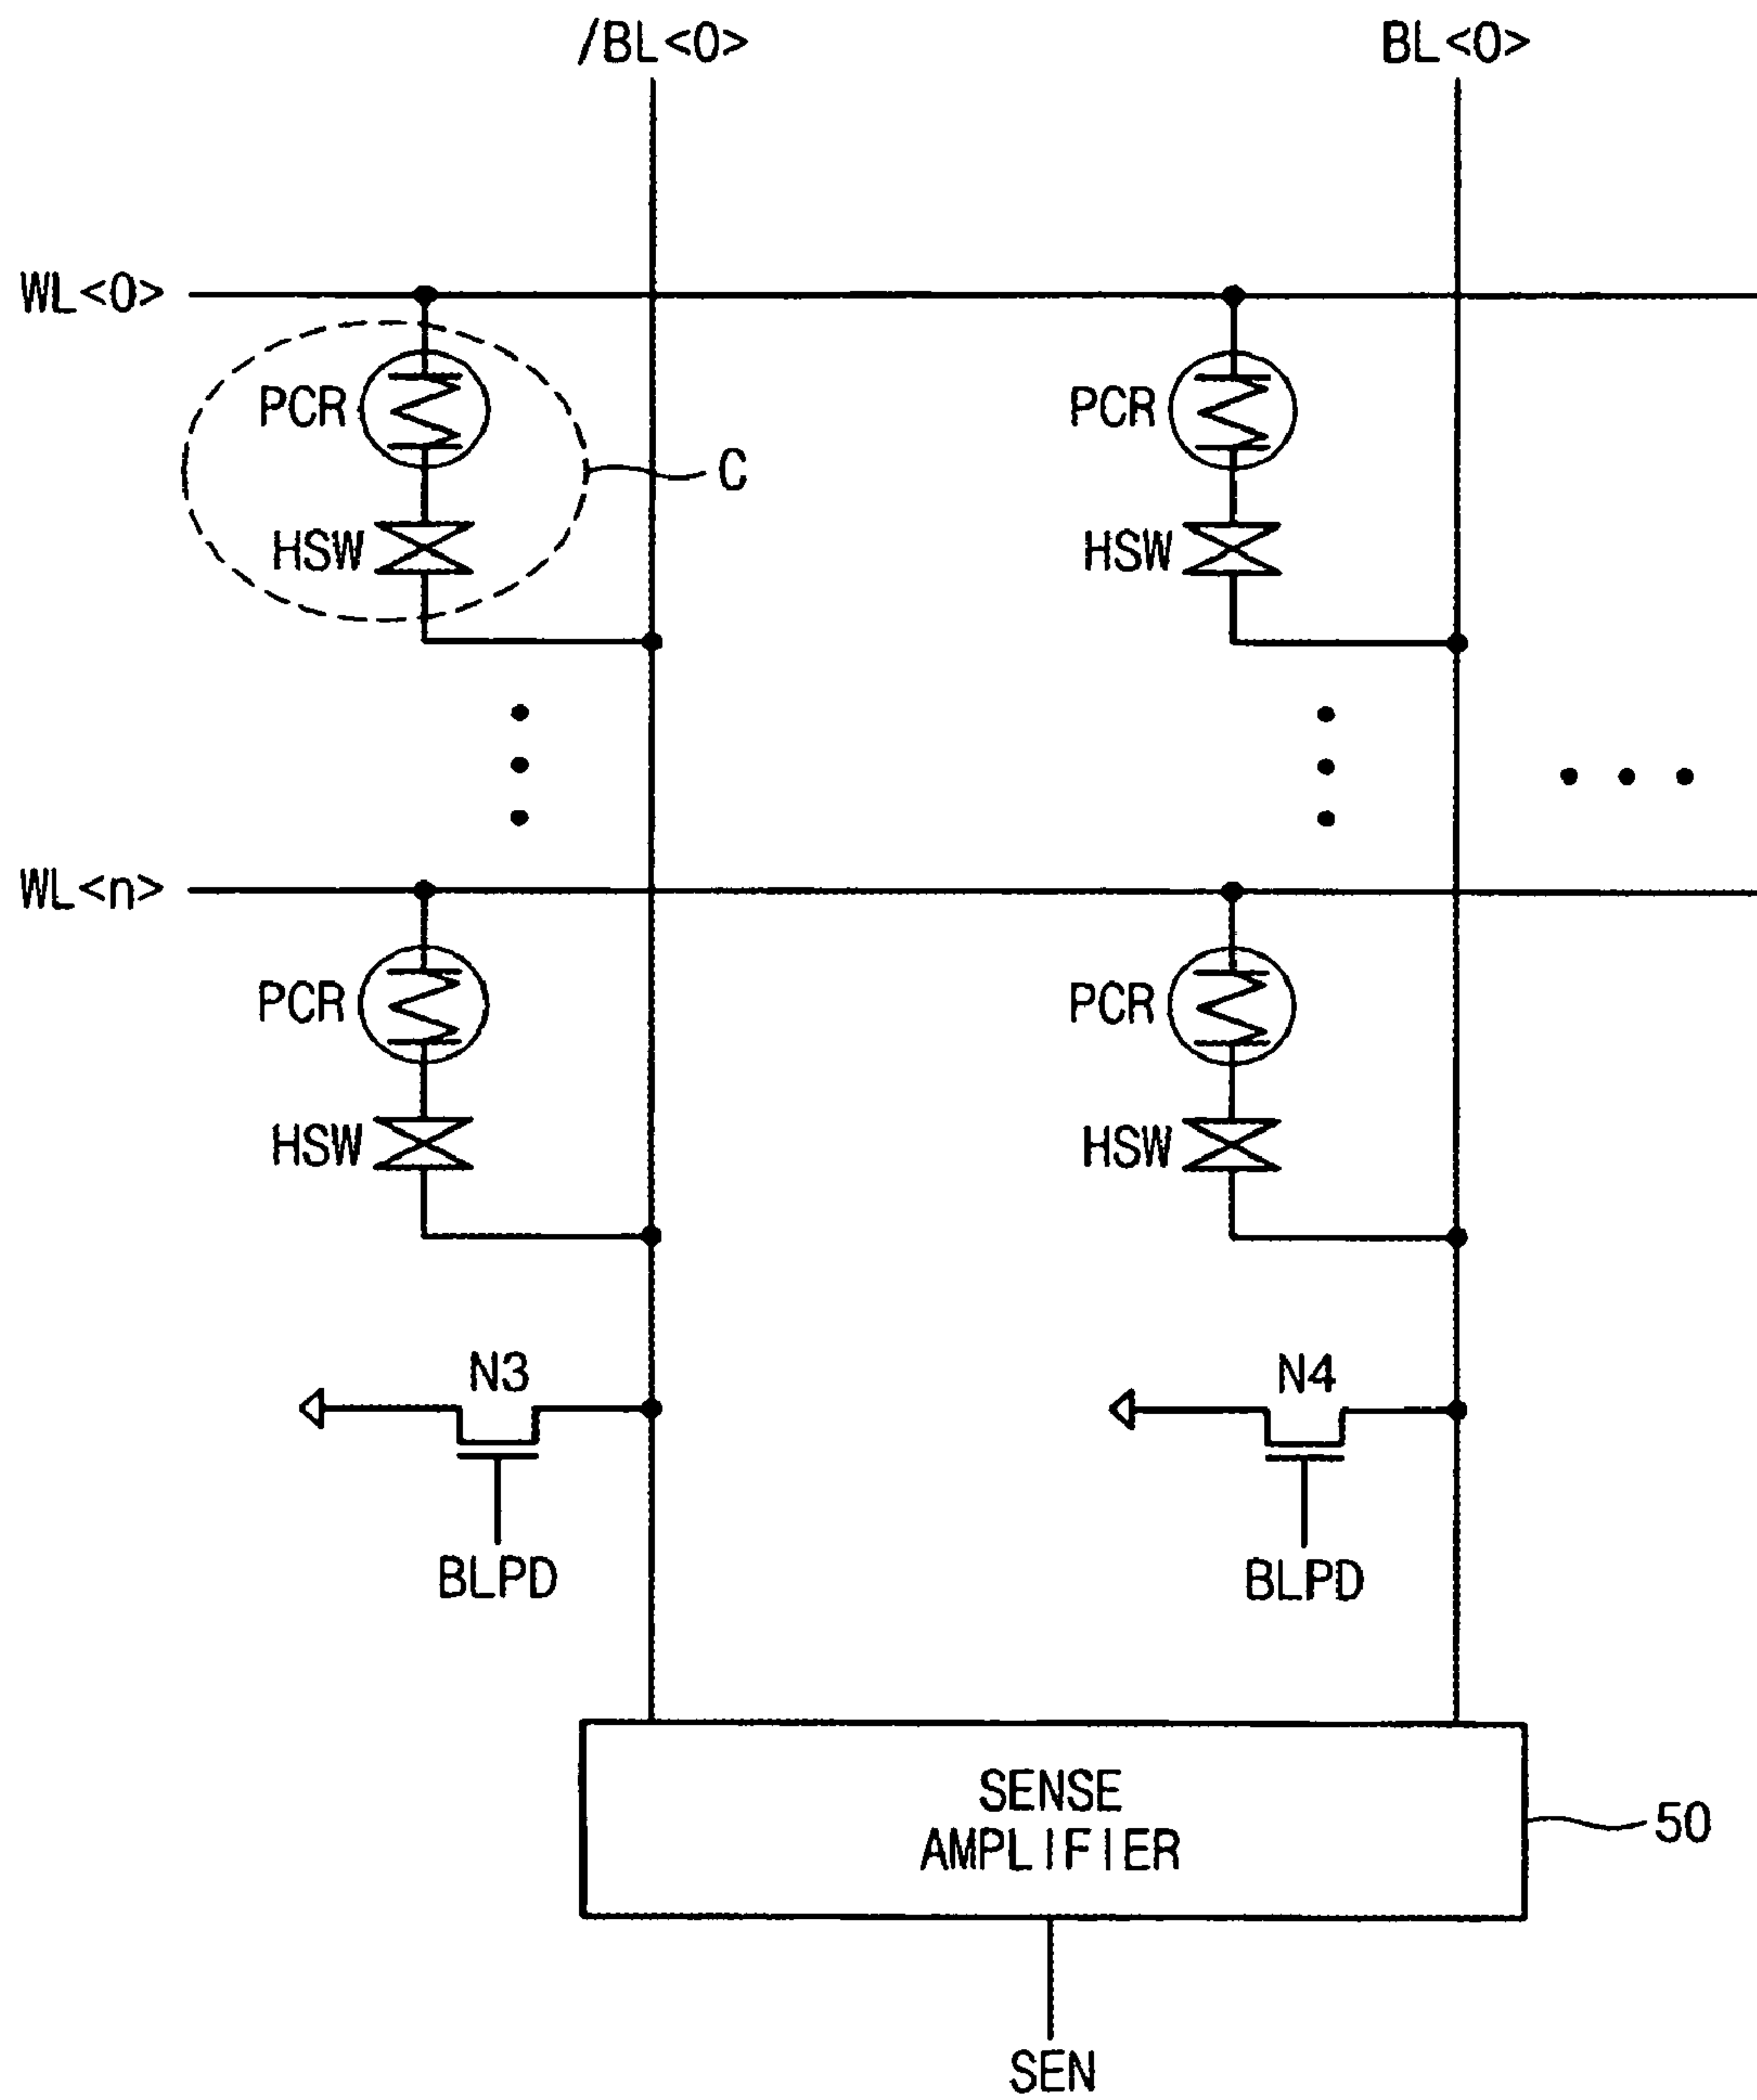 /BL<0> BL<0>
WL<0>
PCR PCR
C
HSW HSW
WL<n>
PCR PCR
HSW HSW
N3 N4
BLPD BLPD
SENSE
AMPLIFIER
50
SEN